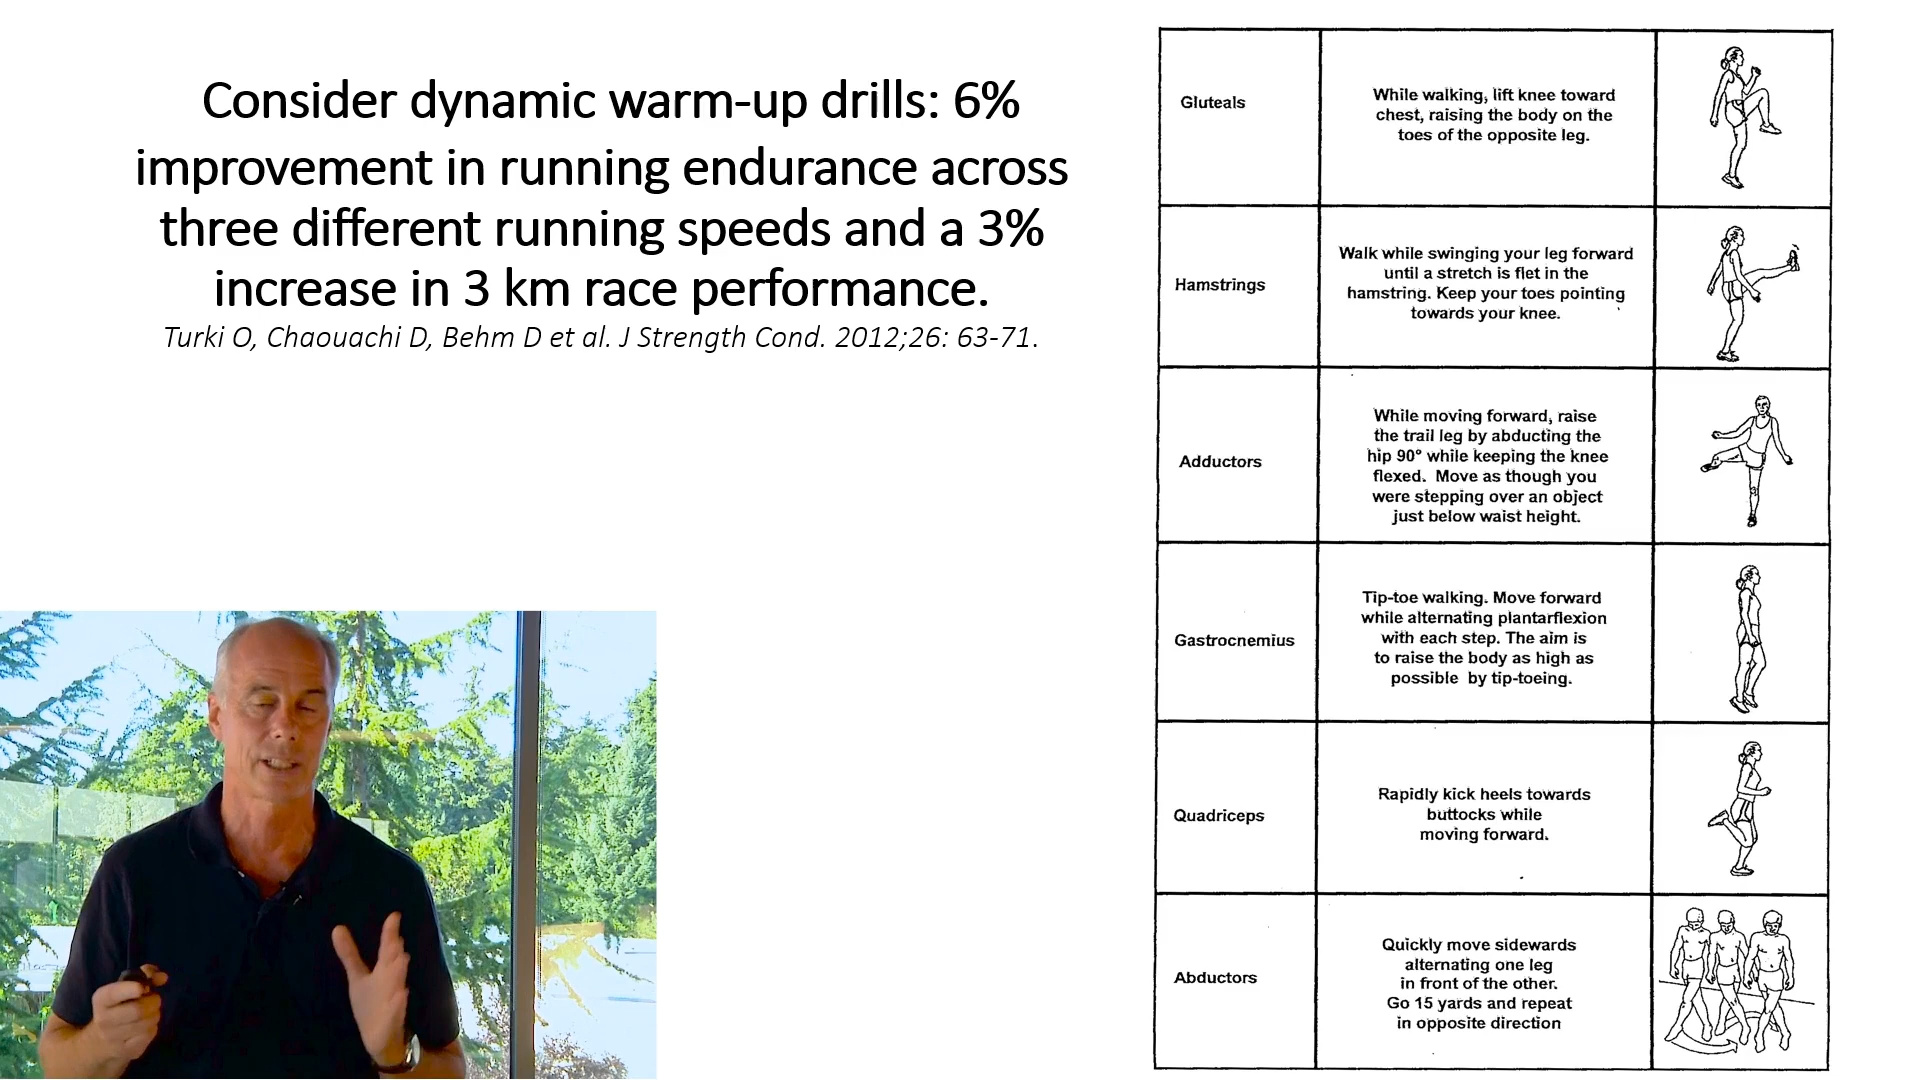 Consider dynamic warm-up drills: 6%
improvement in running endurance across
three different running speeds and a 3%
increase in 3 km race performance.
Turki O, Chaouachi D, Behm D et al. J Strength Cond. 2012;26: 63-71.
Gluteals
While walking, lift knee toward
chest, raising the body on the
toes of the opposite leg.
Hamstrings
Walk while swinging your leg forward
until a stretch is flet in the
hamstring. Keep your toes pointing
towards your knee.
Adductors
While moving forward, raise
the trail leg by abducting the
hip 90° while keeping the knee
flexed. Move as though you
were stepping over an object
just below waist height.
Gastrocnemius
Tip-toe walking. Move forward
while alternating plantarflexion
with each step. The aim is
to raise the body as high as
possible by tip-toeing.
Quadriceps
Rapidly kick heels towards
buttocks while
moving forward.
Abductors
Quickly move sidewards
alternating one leg
in front of the other.
Go 15 yards and repeat
in opposite direction